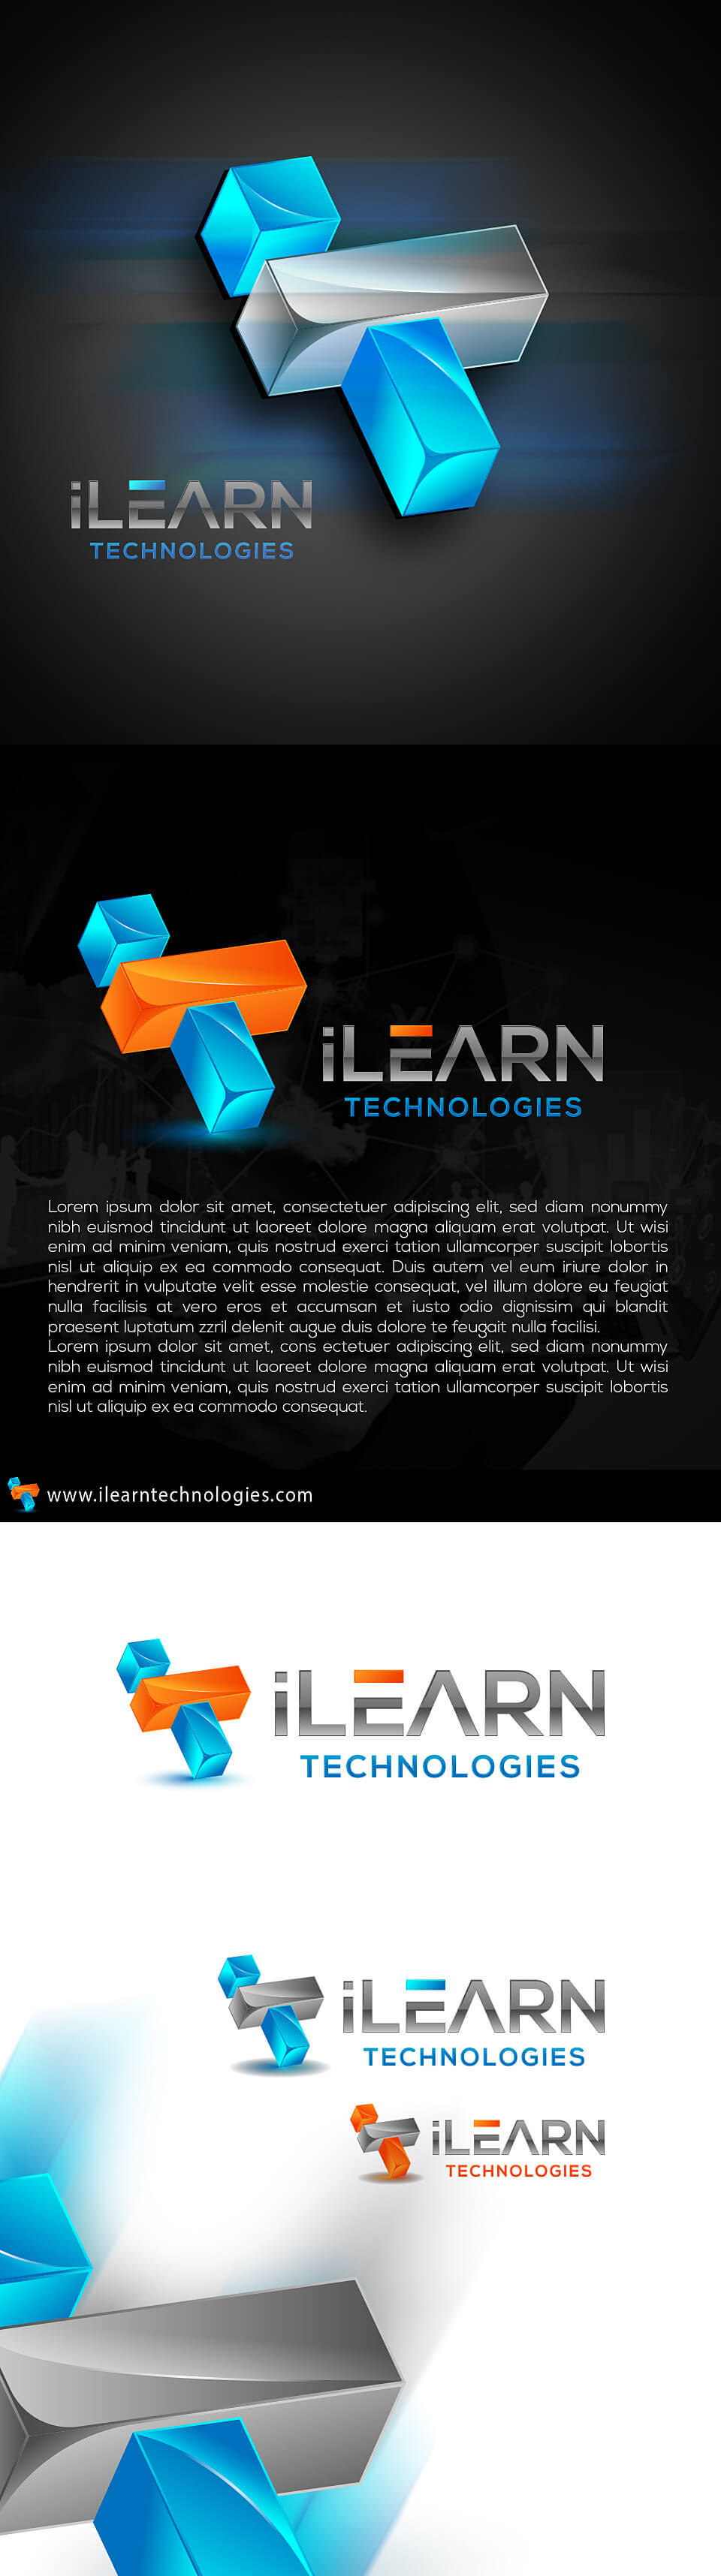 iLEARN
TECHNOLOGIES
iLEARN
TECHNOLOGIES
Lorem ipsum dolor sit amet, consectetuer adipiscing elit, sed diam nonummy
nibh euismod tincidunt ut laoreet dolore magna aliquam erat volutpat. Ut wisi
enim ad minim veniam, quis nostrud exerci tation ullamcorper suscipit lobortis
nisl ut aliquip ex ea commodo consequat. Duis autem vel eum iriure dolor in
hendrerit in vulputate velit esse molestie consequat, vel illum dolore eu feugiat
nulla facilisis at vero eros et accumsan et iusto odio dignissim qui blandit
praesent luptatum zzril delenit augue duis dolore te feugait nulla facilisi.
Lorem ipsum dolor sit amet, cons ectetuer adipiscing elit, sed diam nonummy
nibh euismod tincidunt ut laoreet dolore magna aliquam erat volutpat. Ut wisi
enim ad minim veniam, quis nostrud exerci tation ullamcorper suscipit lobortis
nisl ut aliquip ex ea commodo consequat.
www.ilearntechnologies.com
iLEARN
TECHNOLOGIES
iLEARN
TECHNOLOGIES
iLEARN
TECHNOLOGIES